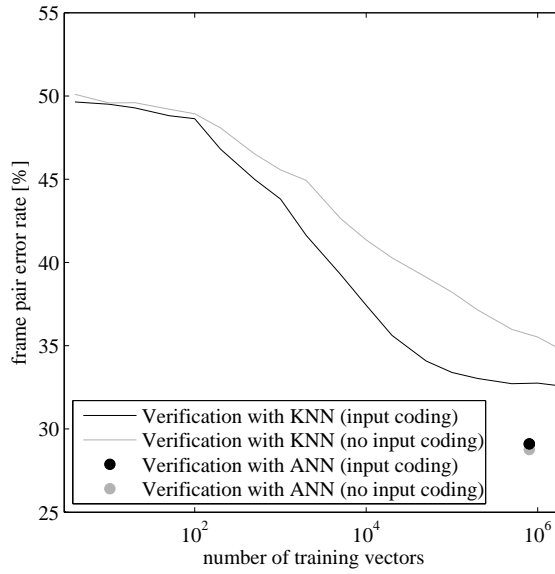 55
50
45
40
35
30
25
frame pair error rate [%]
Verification with KNN (input coding)
Verification with KNN (no input coding)
Verification with ANN (input coding)
Verification with ANN (no input coding)
10^2
10^4
10^6
number of training vectors